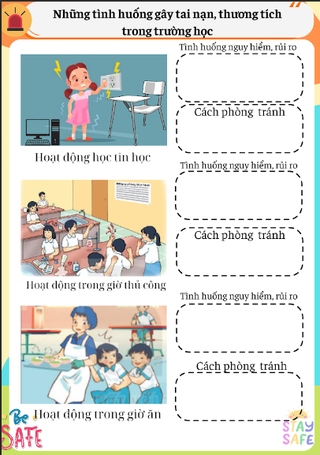 Những tình huống gây tai nạn, thương tích
trong trường học
Tình huống nguy hiểm, rủi ro
Cách phòng tránh
Hoạt động học tin học
Tình huống nguy hiểm, rủi ro
Cách phòng tránh
Hoạt động trong giờ thủ công
Tình huống nguy hiểm, rủi ro
Cách phòng tránh
Hoạt động trong giờ ăn
Be
SAFE
STAY
SAFE